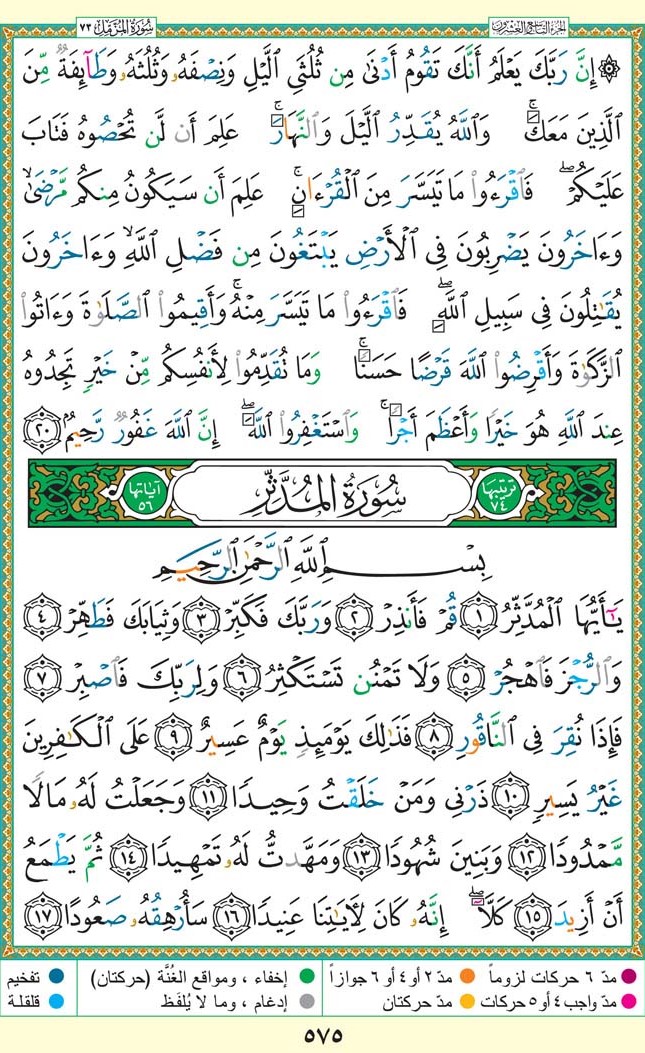 سُورَةُ المُزَّمِّل ٧٣
الجزء التاسع والعشرون
۞ إِنَّ رَبَّكَ يَعْلَمُ أَنَّكَ تَقُومُ أَدْنَىٰ مِن ثُلُثَىِ ٱلَّيْلِ وَنِصْفَهُۥ وَثُلُثَهُۥ وَطَآئِفَةٌ مِّنَ
ٱلَّذِينَ مَعَكَ ۚ وَٱللَّهُ يُقَدِّرُ ٱلَّيْلَ وَٱلنَّهَارَ ۚ عَلِمَ أَن لَّن تُحْصُوهُ فَتَابَ
عَلَيْكُمْ ۖ فَٱقْرَءُوا۟ مَا تَيَسَّرَ مِنَ ٱلْقُرْءَانِ ۚ عَلِمَ أَن سَيَكُونُ مِنكُم مَّرْضَىٰ ۙ
وَءَاخَرُونَ يَضْرِبُونَ فِى ٱلْأَرْضِ يَبْتَغُونَ مِن فَضْلِ ٱللَّهِ ۙ وَءَاخَرُونَ
يُقَـٰتِلُونَ فِى سَبِيلِ ٱللَّهِ ۖ فَٱقْرَءُوا۟ مَا تَيَسَّرَ مِنْهُ ۚ وَأَقِيمُوا۟ ٱلصَّلَوٰةَ وَءَاتُوا۟
ٱلزَّكَوٰةَ وَأَقْرِضُوا۟ ٱللَّهَ قَرْضًا حَسَنًا ۚ وَمَا تُقَدِّمُوا۟ لِأَنفُسِكُم مِّنْ خَيْرٍ تَجِدُوهُ
عِندَ ٱللَّهِ هُوَ خَيْرًا وَأَعْظَمَ أَجْرًا ۚ وَٱسْتَغْفِرُوا۟ ٱللَّهَ ۖ إِنَّ ٱللَّهَ غَفُورٌ رَّحِيمٌ ٢٠
ترتيبها ٧٤ سُورَةُ المُدَّثِّر آياتها ٥٦
بِسْمِ ٱللَّهِ ٱلرَّحْمَـٰنِ ٱلرَّحِيمِ
يَـٰٓأَيُّهَا ٱلْمُدَّثِّرُ ١ قُمْ فَأَنذِرْ ٢ وَرَبَّكَ فَكَبِّرْ ٣ وَثِيَابَكَ فَطَهِّرْ ٤
وَٱلرُّجْزَ فَٱهْجُرْ ٥ وَلَا تَمْنُن تَسْتَكْثِرُ ٦ وَلِرَبِّكَ فَٱصْبِرْ ٧
فَإِذَا نُقِرَ فِى ٱلنَّاقُورِ ٨ فَذَٰلِكَ يَوْمَئِذٍ يَوْمٌ عَسِيرٌ ٩ عَلَى ٱلْكَـٰفِرِينَ
غَيْرُ يَسِيرٍ ١٠ ذَرْنِى وَمَنْ خَلَقْتُ وَحِيدًا ١١ وَجَعَلْتُ لَهُۥ مَالًا
مَّمْدُودًا ١٢ وَبَنِينَ شُهُودًا ١٣ وَمَهَّدتُّ لَهُۥ تَمْهِيدًا ١٤ ثُمَّ يَطْمَعُ
أَنْ أَزِيدَ ١٥ كَلَّآ ۖ إِنَّهُۥ كَانَ لِـَٔايَـٰتِنَا عَنِيدًا ١٦ سَأُرْهِقُهُۥ صَعُودًا ١٧
مدّ ٦ حركات لزوماً مدّ ٢ أو ٤ أو ٦ جوازاً إخفاء ، ومواقع الغُنَّة (حركتان) تفخيم
مدّ واجب ٤ أو ٥ حركات مدّ حركتان إدغام ، وما لا يُلفَظ قلقلة
٥٧٥